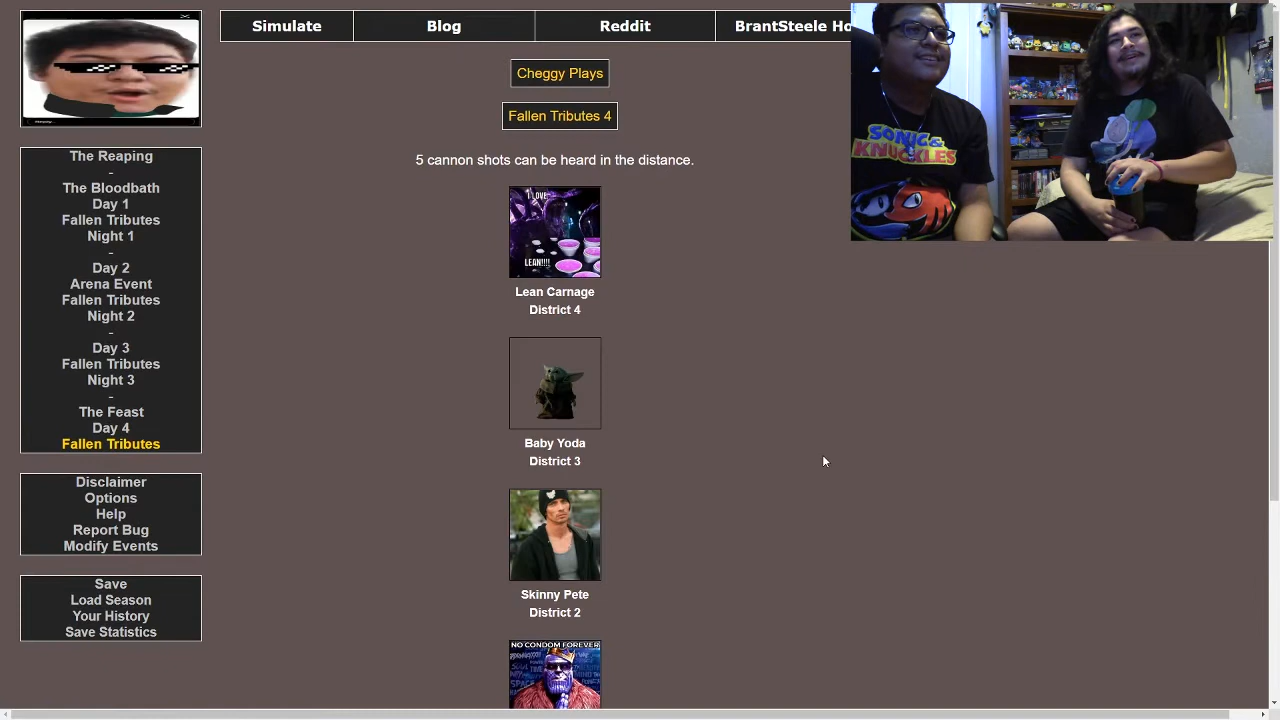 Simulate
Blog
Reddit
BrantSteele Ho
The Reaping
-
The Bloodbath
Day 1
Fallen Tributes
Night 1
-
Day 2
Arena Event
Fallen Tributes
Night 2
-
Day 3
Fallen Tributes
Night 3
-
The Feast
Day 4
Fallen Tributes
Disclaimer
Options
Help
Report Bug
Modify Events
Save
Load Season
Your History
Save Statistics
Cheggy Plays
Fallen Tributes 4
5 cannon shots can be heard in the distance.
I LOVE
LEAN!!!!
Lean Carnage
District 4
Baby Yoda
District 3
Skinny Pete
District 2
NO CONDOM FOREVER
SONIC &
KNUCKLES